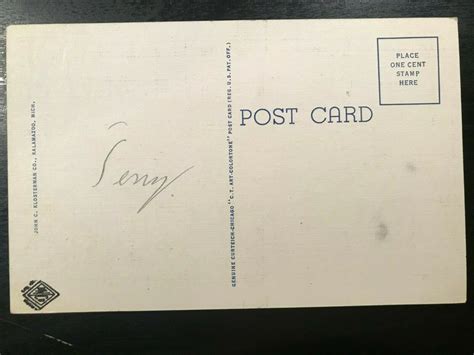 PLACE
ONE CENT
STAMP
HERE
POST CARD
JOHN C. KLOSTERMAN CO., KALAMAZOO, MICH.
GENUINE CURTEICH-CHICAGO "C. T. ART-COLORTONE" POST CARD (REG. U. S. PAT. OFF.)